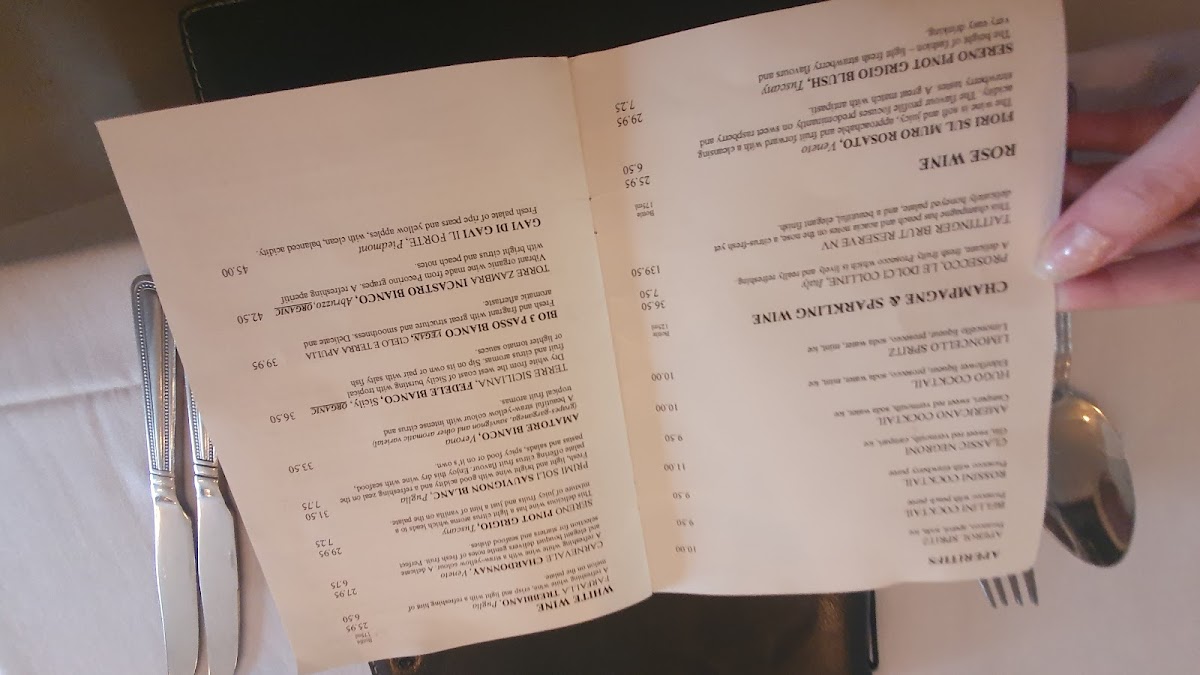 APERITIFS
APEROL SPRITZ 10.00
Prosecco, aperol, soda, ice
BELLINI COCKTAIL 9.50
Prosecco with peach puree
ROSSINI COCKTAIL 9.50
Prosecco with strawberry puree
CLASSIC NEGRONI 11.00
Gin, sweet red vermouth, campari, ice
AMERICANO COCKTAIL 9.50
Campari, sweet red vermouth, soda water, ice
HUGO COCKTAIL 10.00
Elderflower liqueur, prosecco, soda water, mint, ice
LIMONCELLO SPRITZ 10.00
Limoncello liqueur, prosecco, soda water, mint, ice
CHAMPAGNE & SPARKLING WINE
Bottle
125ml
PROSECCO, LE DOLCI COLLINE, Italy 36.50
A delicate, fresh, fruity Prosecco which is lively and really refreshing 7.50
TAITTINGER BRUT RESERVE NV 139.50
This champagne has peach and acacia notes on the nose, a citrus-fresh yet
delicately honeyed palate, and a beautiful, elegant finish.
ROSE WINE
Bottle
175ml
FIORI SUL MURO ROSATO, Veneto 25.95
The wine is soft and juicy, approachable and fruit forward with a cleansing 6.50
acidity. The flavour profile focuses predominantly on sweet raspberry and
strawberry tastes. A great match with antipasti.
SERENO PINOT GRIGIO BLUSH, Tuscany 29.95
The height of fashion – light fresh strawberry flavours and 7.25
very easy drinking.
WHITE WINE
Bottle
175ml
FARFALLA TREBBIANO, Puglia 25.95
A refreshing white wine, crisp and light with a refreshing hint of 6.50
melon on the palate.
CARNEVALE CHARDONNAY, Veneto 27.95
A refreshing white wine with a straw-yellow colour. A delicate 6.75
and elegant bouquet delivers gentle notes of fresh fruit. Perfect
selection for starters and seafood dishes
SERENO PINOT GRIGIO, Tuscany 29.95
This delicious wine has a light citrus aroma which leads to a 7.25
mixture of juicy fruits and just a hint of vanilla on the palate.
PRIMI SOLI SAUVIGNON BLANC, Puglia 31.50
Fresh, light and bright wine with good acidity and a refreshing zeal on the 7.75
palate offering citrus fruit flavour. Enjoy this dry wine with seafood,
pastas and salads, spicy food or on it's own.
AMATORE BIANCO, Verona 33.50
(grapes-garganega, sauvignon and other aromatic varieties)
A beautiful straw-yellow colour with intense citrus and
tropical fruit aromas.
TERRE SICILIANA, FEDELE BIANCO, Sicily, ORGANIC 36.50
Dry white from the west coast of Sicily bursting with tropical
fruit and citrus aromas. Sip on its own or pair with salty fish
or lighter tomato sauces.
BIO 3 PASSO BIANCO VEGAN, CIELO E TERRA APULIA 39.95
Fresh and fragrant with great structure and smoothness and Delicate
aromatic aftertaste.
TORRE ZAMBRA INCASTRO BIANCO, Abruzzo, ORGANIC 42.50
Vibrant organic wine made from Pecorino grapes. A refreshing aperitif
with bright citrus and peach notes.
GAVI DI GAVI IL FORTE, Piedmont 45.00
Fresh palate of ripe pears and yellow apples, with clean, balanced acidity.